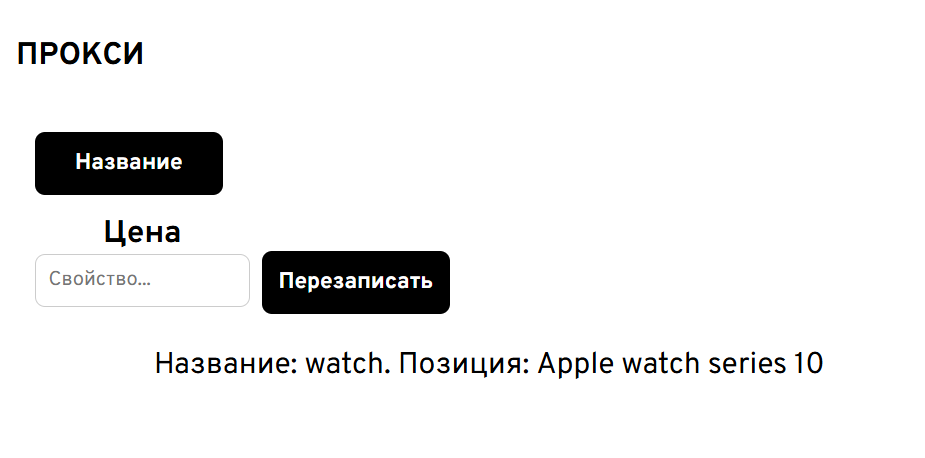 ПРОКСИ
Название
Цена
Свойство...
Перезаписать
Название: watch. Позиция: Apple watch series 10